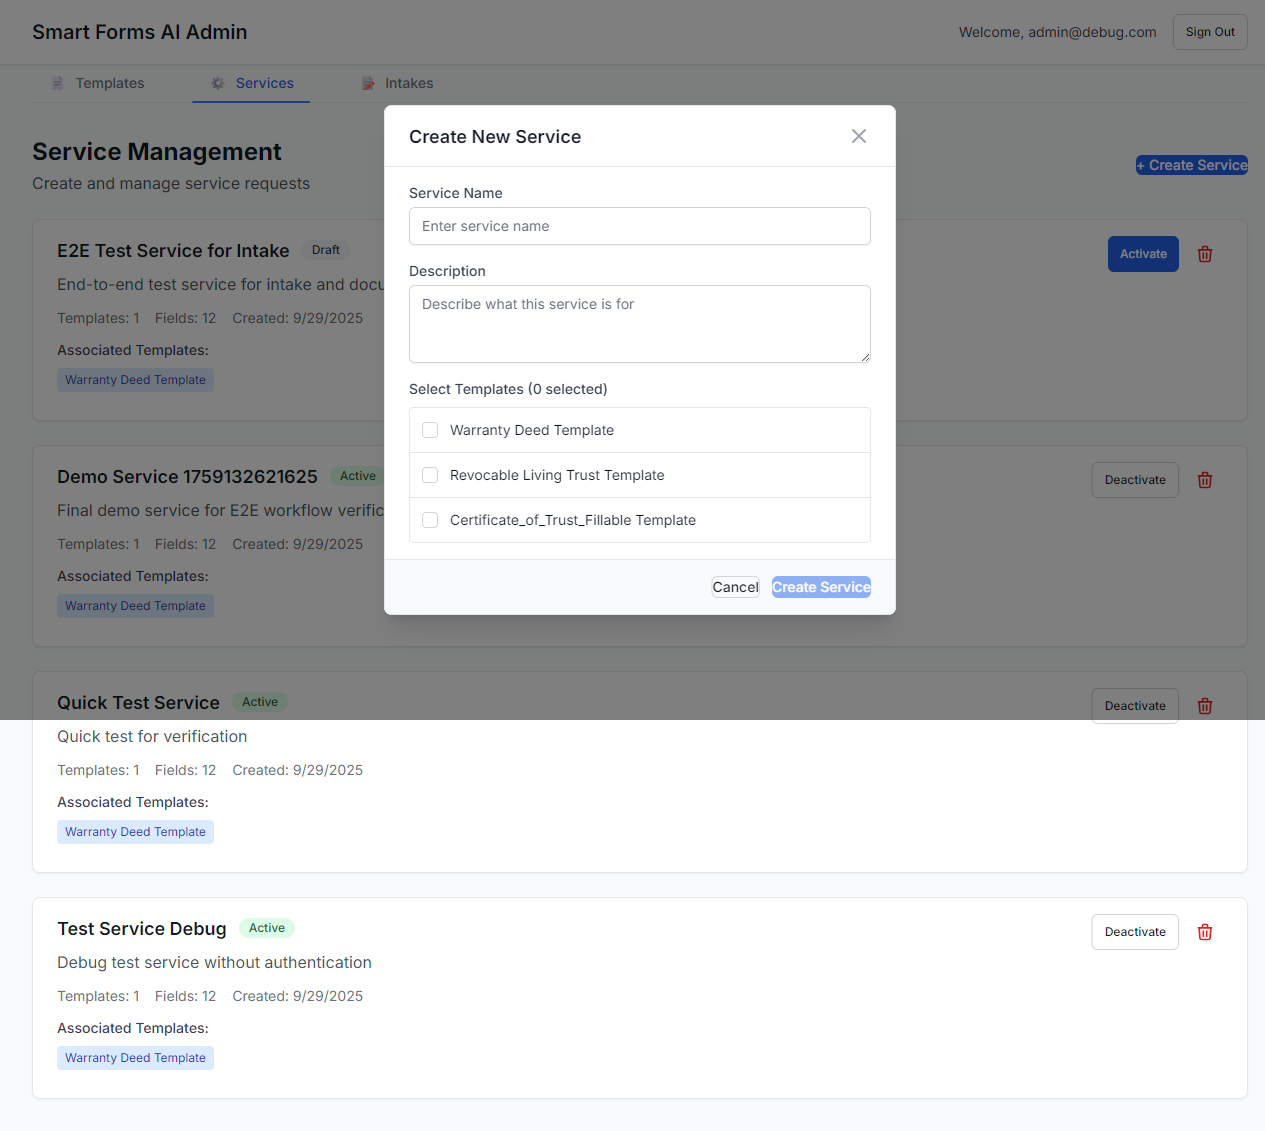 Smart Forms AI Admin
Welcome, admin@debug.com
Sign Out
Templates
Services
Intakes
Service Management
Create and manage service requests
+ Create Service
E2E Test Service for Intake
Draft
End-to-end test service for intake and docu
Templates: 1 Fields: 12 Created: 9/29/2025
Associated Templates:
Warranty Deed Template
Activate
Demo Service 1759132621625
Active
Final demo service for E2E workflow verific
Templates: 1 Fields: 12 Created: 9/29/2025
Associated Templates:
Warranty Deed Template
Deactivate
Create New Service
Service Name
Enter service name
Description
Describe what this service is for
Select Templates (0 selected)
Warranty Deed Template
Revocable Living Trust Template
Certificate_of_Trust_Fillable Template
Cancel
Create Service
Quick Test Service
Active
Deactivate
Quick test for verification
Templates: 1 Fields: 12 Created: 9/29/2025
Associated Templates:
Warranty Deed Template
Test Service Debug
Active
Deactivate
Debug test service without authentication
Templates: 1 Fields: 12 Created: 9/29/2025
Associated Templates:
Warranty Deed Template